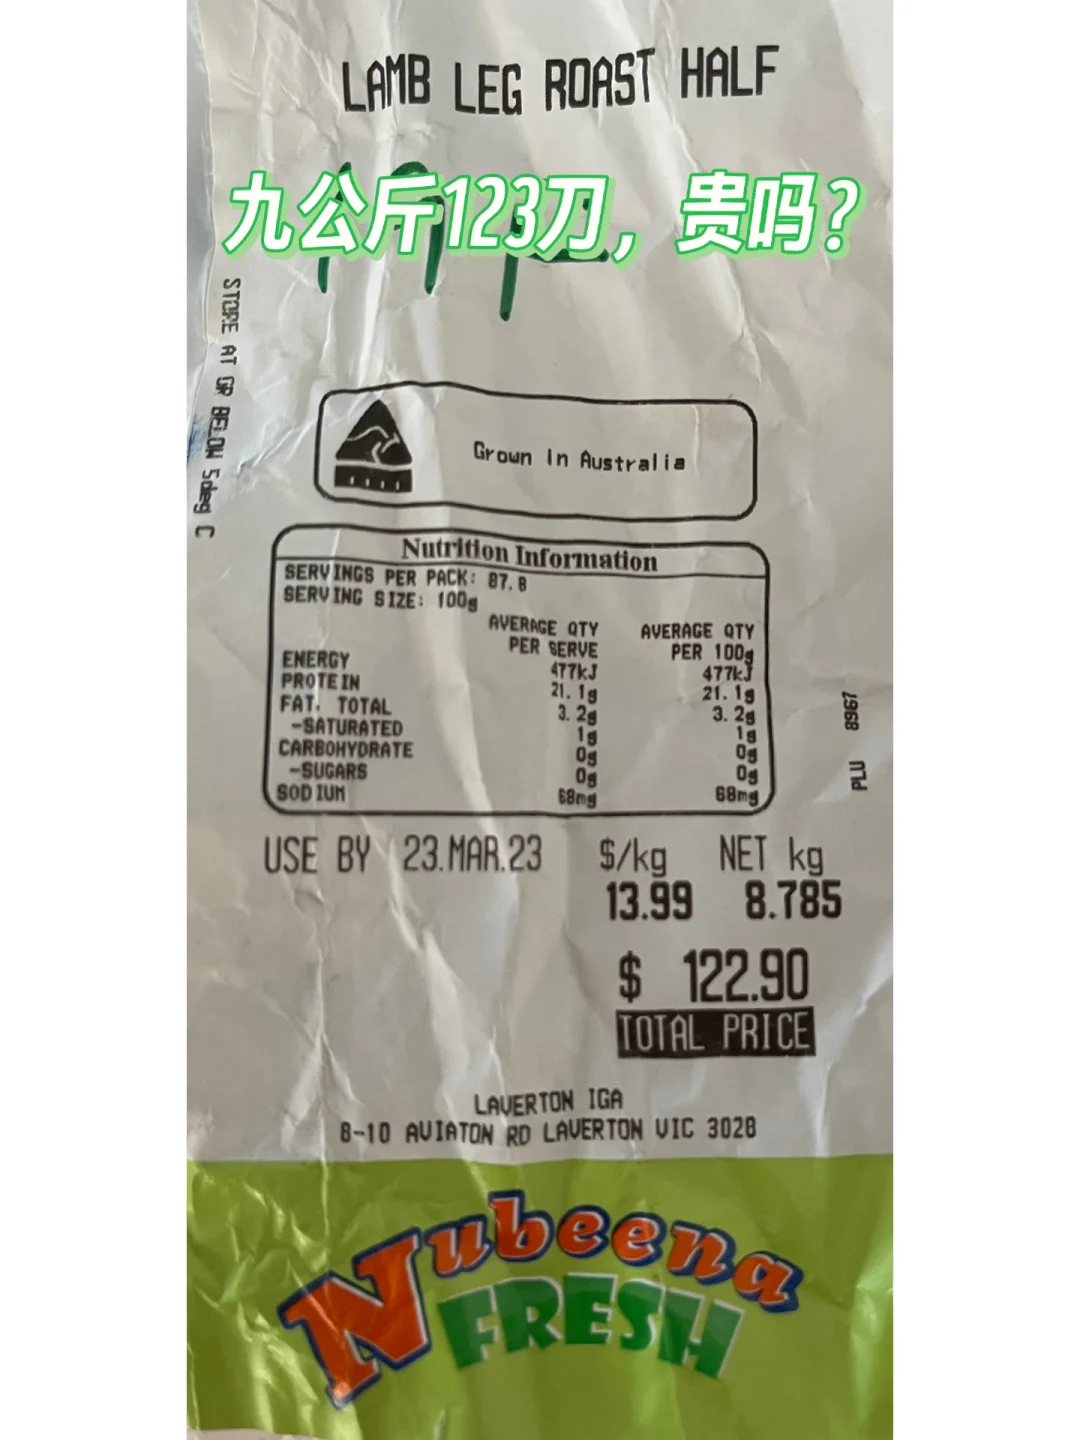 LAMB LEG ROAST HALF
九公斤123刀，贵吗？
STORE AT OR BELOW 5deg C
Grown In Australia
Nutrition Information
SERVINGS PER PACK: 87.8
SERVING SIZE: 100g
AVERAGE QTY AVERAGE QTY
PER SERVE PER 100g
ENERGY 477kJ 477kJ
PROTEIN 21.1g 21.1g
FAT, TOTAL 3.2g 3.2g
-SATURATED 1g 1g
CARBOHYDRATE 0g 0g
-SUGARS 0g 0g
SODIUM 68mg 68mg
PLU 8967
USE BY 23.MAR.23 $/kg NET kg
13.99 8.785
$ 122.90
TOTAL PRICE
LAVERTON IGA
8-10 AVIATON RD LAVERTON VIC 3028
Nubeena
FRESH